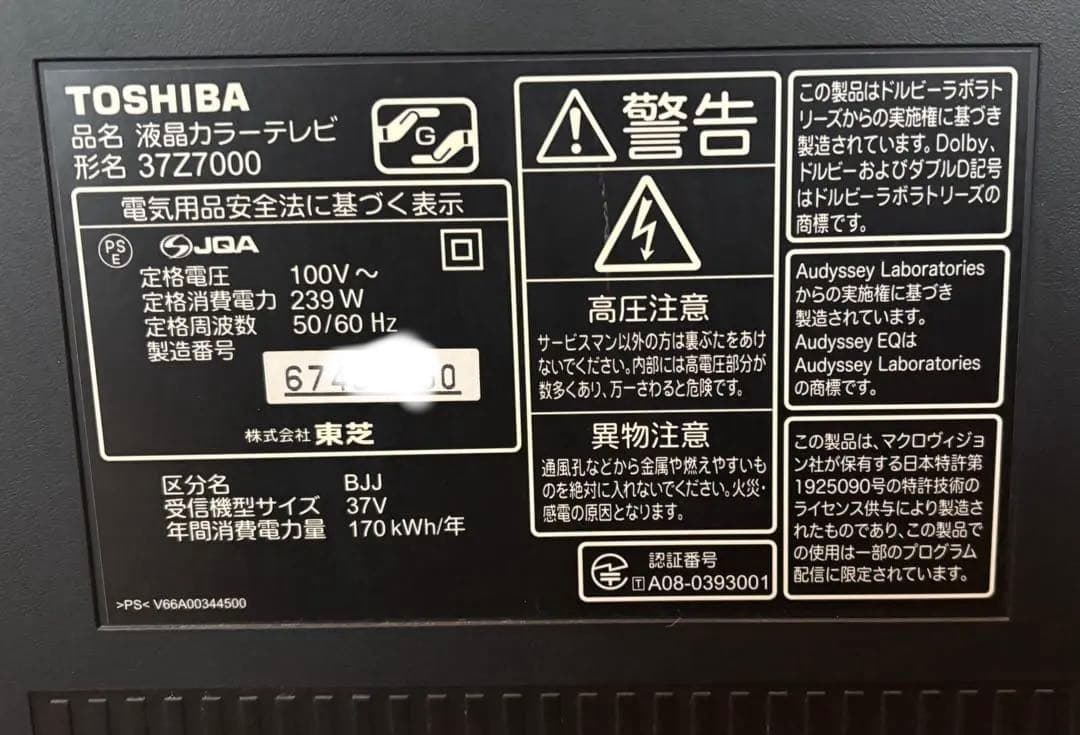 TOSHIBA
品名 液晶カラーテレビ
形名 37Z7000
G
電気用品安全法に基づく表示
PS
E
JQA
定格電圧 100V～
定格消費電力 239 W
定格周波数 50/60 Hz
製造番号
株式会社 東芝
区分名 BJJ
受信機型サイズ 37V
年間消費電力量 170 kWh/年
>PS< V66A00344500
警告
高圧注意
サービスマン以外の方は裏ぶたをあけ
ないでください。内部には高電圧部分が
数多くあり、万一さわると危険です。
異物注意
通風孔などから金属や燃えやすいも
のを絶対に入れないでください。火災・
感電の原因となります。
認証番号
T A08-0393001
この製品はドルビーラボラト
リーズからの実施権に基づき
製造されています。Dolby、
ドルビーおよびダブルD記号
はドルビーラボラトリーズの
商標です。
Audyssey Laboratories
からの実施権に基づき
製造されています。
Audyssey EQは
Audyssey Laboratories
の商標です。
この製品は、マクロヴィジョ
ン社が保有する日本特許第
1925090号の特許技術の
ライセンス供与により製造さ
れたものであり、この製品で
の使用は一部のプログラム
配信に限定されています。